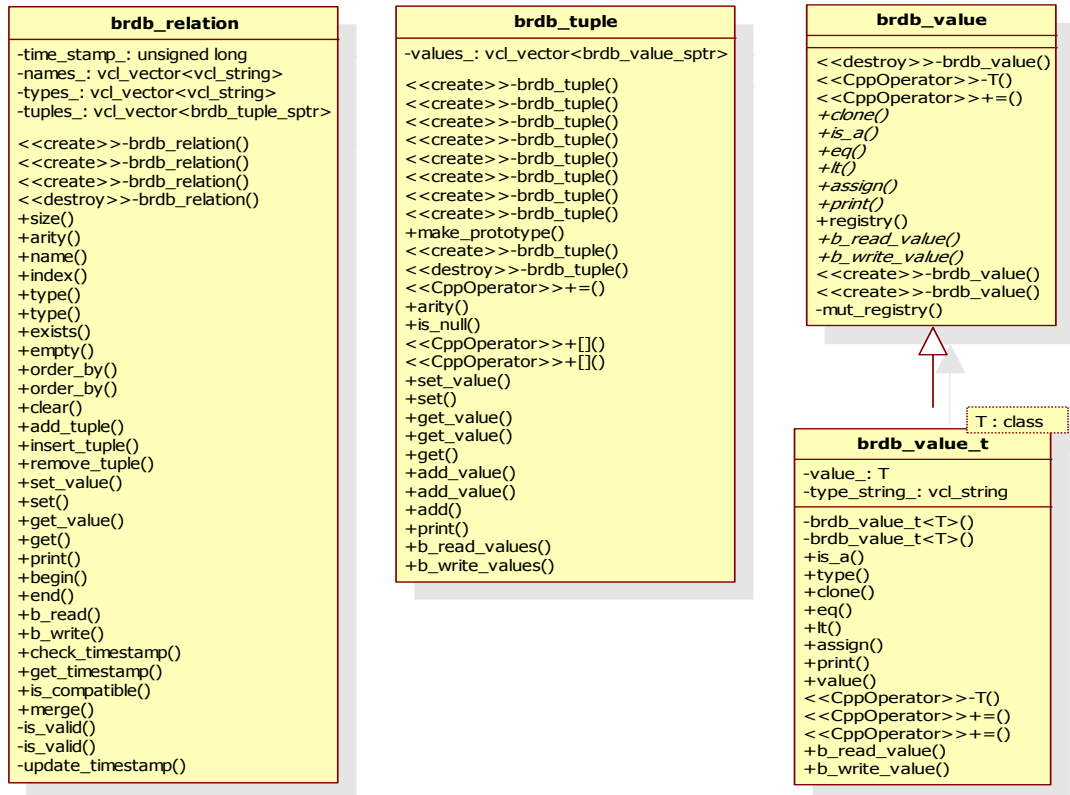 brdb_relation
-time_stamp_: unsigned long
-names_: vcl_vector<vcl_string>
-types_: vcl_vector<vcl_string>
-tuples_: vcl_vector<brdb_tuple_sptr>
<<create>>-brdb_relation()
<<create>>-brdb_relation()
<<create>>-brdb_relation()
<<destroy>>-brdb_relation()
+size()
+arity()
+name()
+index()
+type()
+type()
+exists()
+empty()
+order_by()
+order_by()
+clear()
+add_tuple()
+insert_tuple()
+remove_tuple()
+set_value()
+set()
+get_value()
+get()
+print()
+begin()
+end()
+b_read()
+b_write()
+check_timestamp()
+get_timestamp()
+is_compatible()
+merge()
-is_valid()
-is_valid()
-update_timestamp()
brdb_tuple
-values_: vcl_vector<brdb_value_sptr>
<<create>>-brdb_tuple()
<<create>>-brdb_tuple()
<<create>>-brdb_tuple()
<<create>>-brdb_tuple()
<<create>>-brdb_tuple()
<<create>>-brdb_tuple()
<<create>>-brdb_tuple()
<<create>>-brdb_tuple()
+make_prototype()
<<create>>-brdb_tuple()
<<destroy>>-brdb_tuple()
<<CppOperator>>+=()
+arity()
+is_null()
<<CppOperator>>+[]()
<<CppOperator>>+[]()
+set_value()
+set()
+get_value()
+get_value()
+get()
+add_value()
+add_value()
+add()
+print()
+b_read_values()
+b_write_values()
brdb_value
<<destroy>>-brdb_value()
<<CppOperator>>-T()
<<CppOperator>>+=()
+clone()
+is_a()
+eq()
+lt()
+assign()
+print()
+registry()
+b_read_value()
+b_write_value()
<<create>>-brdb_value()
<<create>>-brdb_value()
-mut_registry()
T : class
brdb_value_t
-value_: T
-type_string_: vcl_string
-brdb_value_t<T>()
-brdb_value_t<T>()
+is_a()
+type()
+clone()
+eq()
+lt()
+assign()
+print()
+value()
<<CppOperator>>-T()
<<CppOperator>>+=()
<<CppOperator>>+=()
+b_read_value()
+b_write_value()